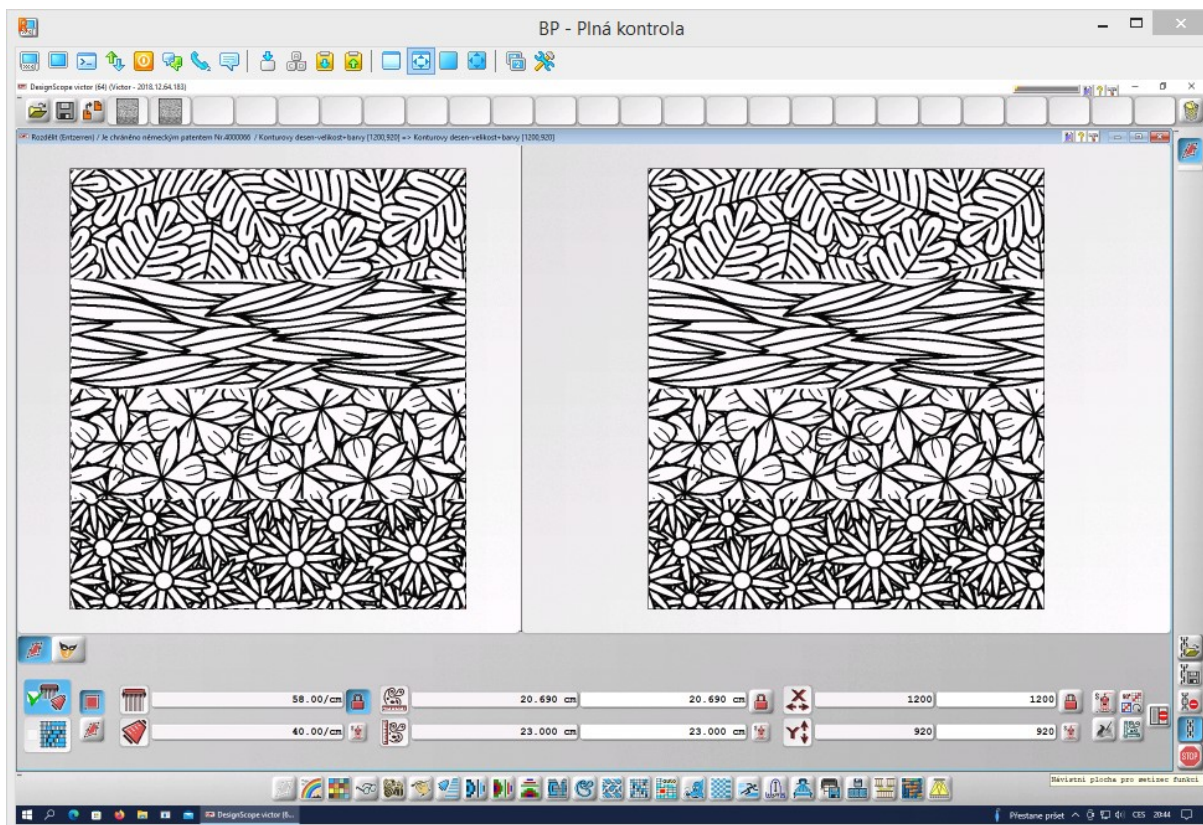 BP - Plná kontrola
DesignScope victor (64) (Victor - 2018.12.64.183)
Rozdělit (Entzerren) / Je chráněno německým patentem Nr.4000066 / Konturovy desen-velikost+barvy [1200,920] => Konturovy desen-velikost+barvy [1200,920]
58.00/cm 20.690 cm 20.690 cm 1200 1200
40.00/cm 23.000 cm 23.000 cm 920 920
STOP
Návistní plocha pro metizec funkcí
DesignScope victor (6...
Přestane pršet CES 20:44